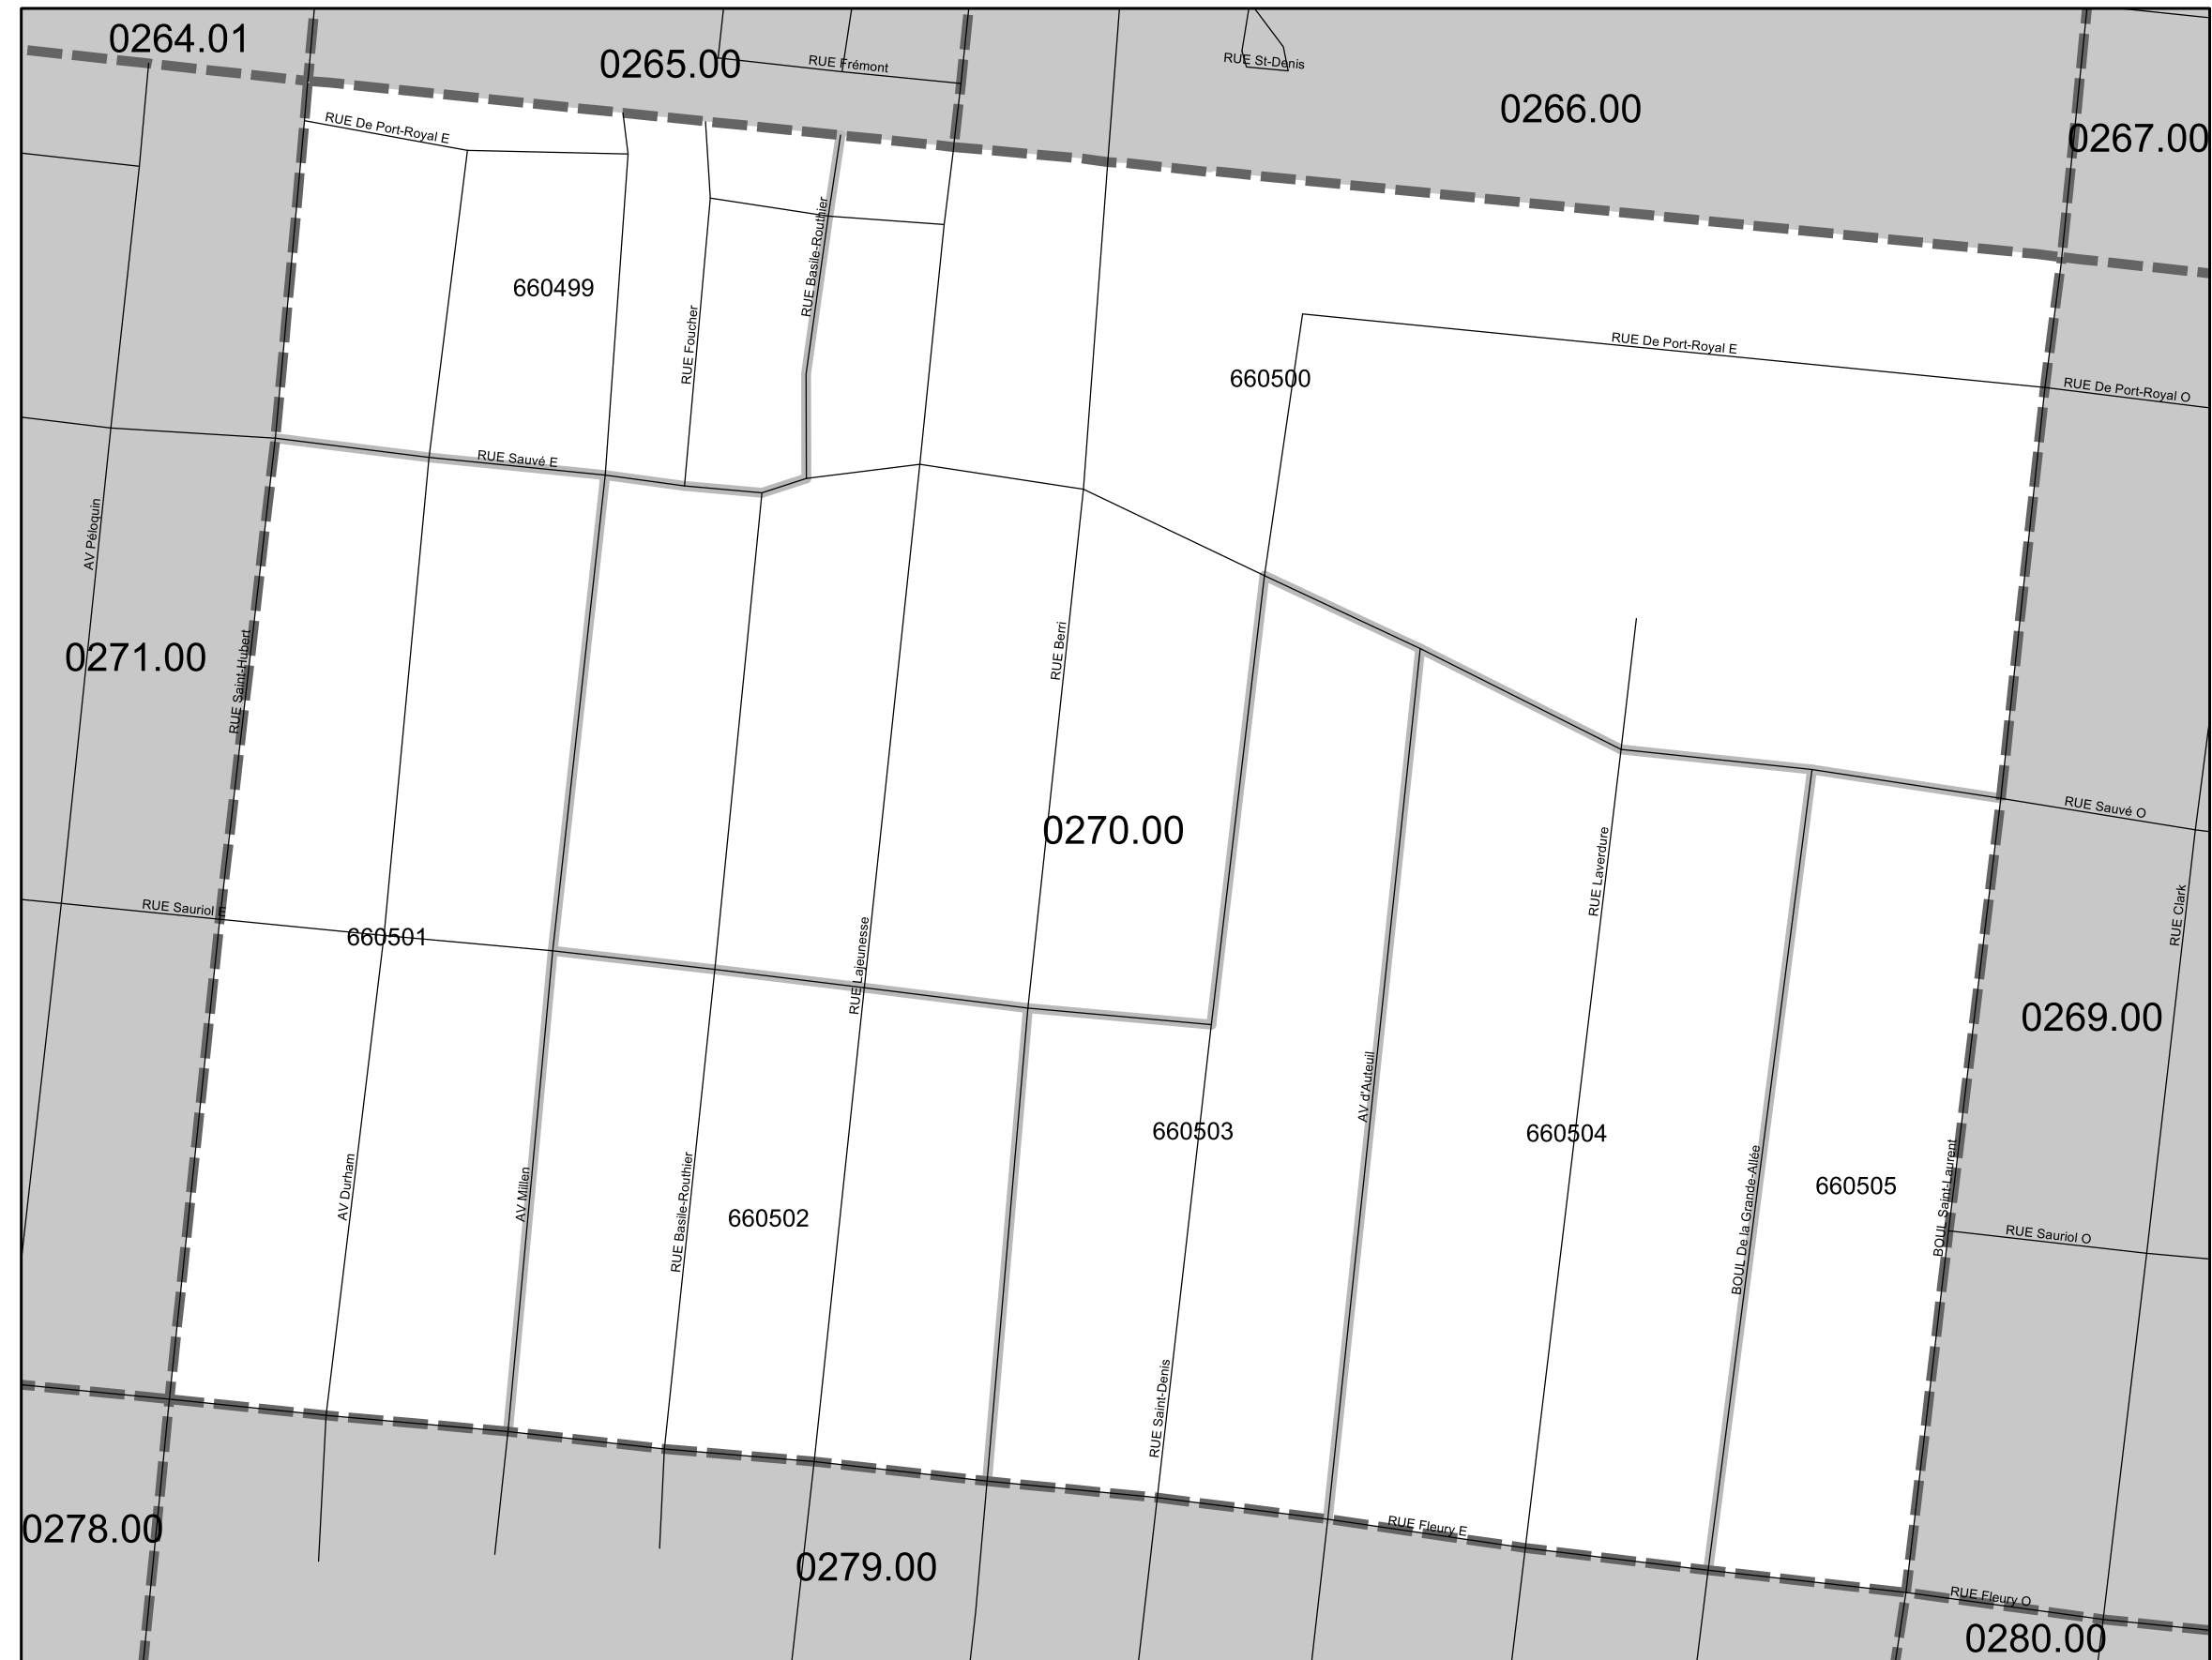 0264.01
0265.00
RUE Frémont
RUE St-Denis
0266.00
0267.00
RUE De Port-Royal E
RUE Basile-Routhier
660499
RUE Foucher
RUE De Port-Royal E
660500
RUE De Port-Royal O
RUE Sauvé E
AV Péloquin
0271.00
RUE Saint-Hubert
RUE Berri
0270.00
RUE Laverdure
RUE Sauvé O
RUE Clark
RUE Sauriol E
660501
RUE Lajeunesse
0269.00
AV d'Auteuil
660503
660504
AV Durham
AV Millen
RUE Basile-Routhier
660502
BOUL De la Grande-Allée
660505
BOUL Saint-Laurent
RUE Sauriol O
RUE Saint-Denis
0278.00
RUE Fleury E
0279.00
RUE Fleury O
0280.00